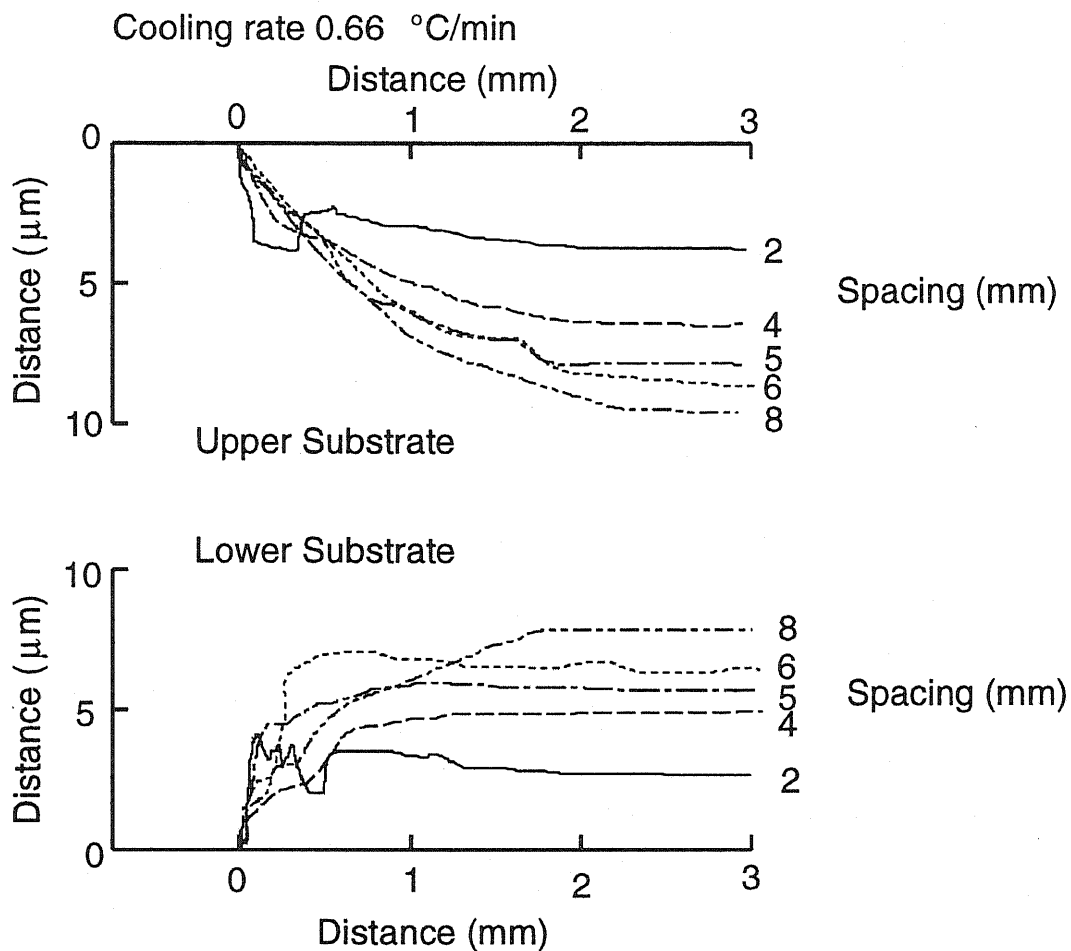 Cooling rate 0.66 °C/min
Distance (mm)
0 1 2 3
0
5
10
Distance (µm)
2
4
5
6
8
Spacing (mm)
Upper Substrate
Lower Substrate
10
5
0
Distance (µm)
8
6
5
4
2
Spacing (mm)
0 1 2 3
Distance (mm)